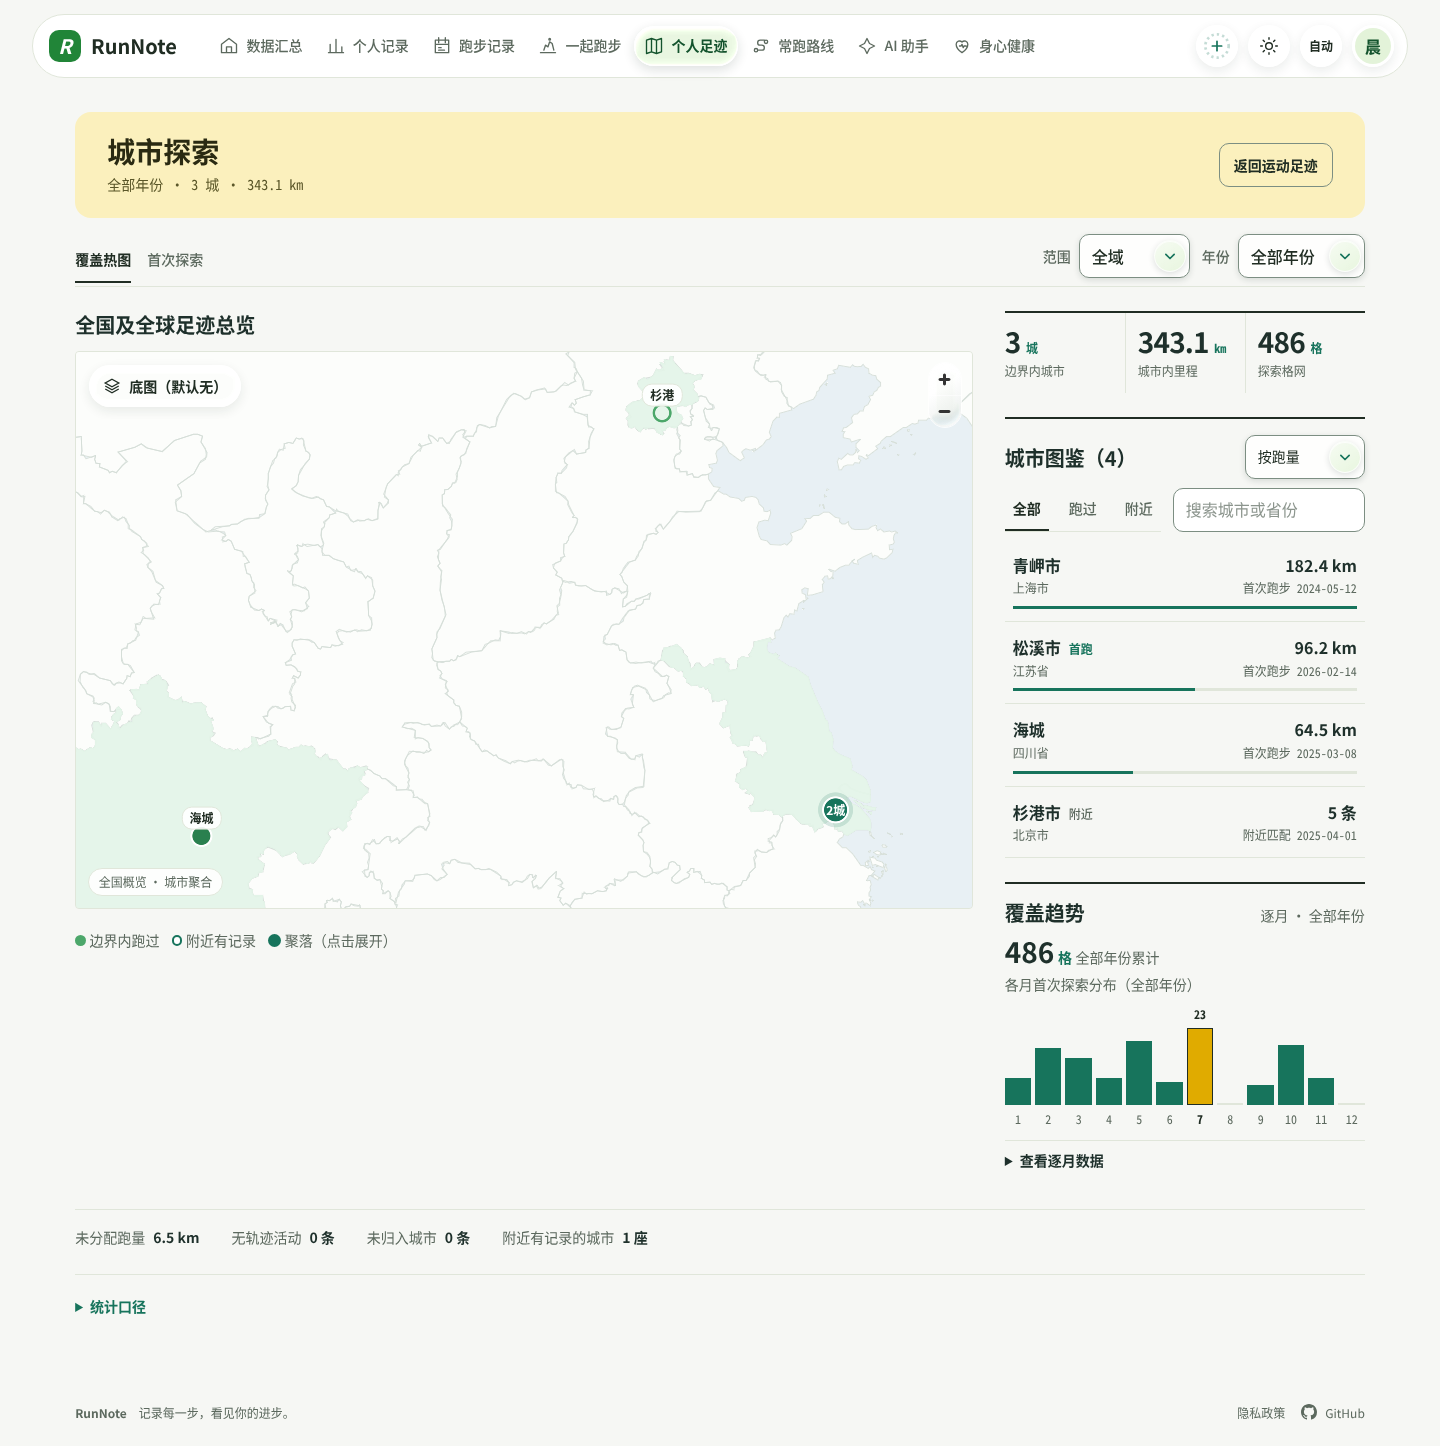 R RunNote 数据汇总 个人记录 跑步记录 一起跑步 个人足迹 常跑路线 AI 助手 身心健康 自动 晨
城市探索
全部年份 · 3 城 · 343.1 km
返回运动足迹
覆盖热图 首次探索 范围 全域 年份 全部年份
全国及全球足迹总览
底图（默认无）
杉港
海城
2城
全国概览 · 城市聚合
边界内跑过 附近有记录 聚落（点击展开）
3 城 343.1 km 486 格
边界内城市 城市内里程 探索格网
城市图鉴（4） 按跑量
全部 跑过 附近 搜索城市或省份
青岬市 182.4 km
上海市 首次跑步 2024-05-12
松溪市 首跑 96.2 km
江苏省 首次跑步 2026-02-14
海城 64.5 km
四川省 首次跑步 2025-03-08
杉港市 附近 5 条
北京市 附近匹配 2025-04-01
覆盖趋势 逐月 · 全部年份
486 格 全部年份累计
各月首次探索分布（全部年份）
23
1 2 3 4 5 6 7 8 9 10 11 12
查看逐月数据
未分配跑量 6.5 km 无轨迹活动 0 条 未归入城市 0 条 附近有记录的城市 1 座
统计口径
RunNote 记录每一步，看见你的进步。 隐私政策 GitHub